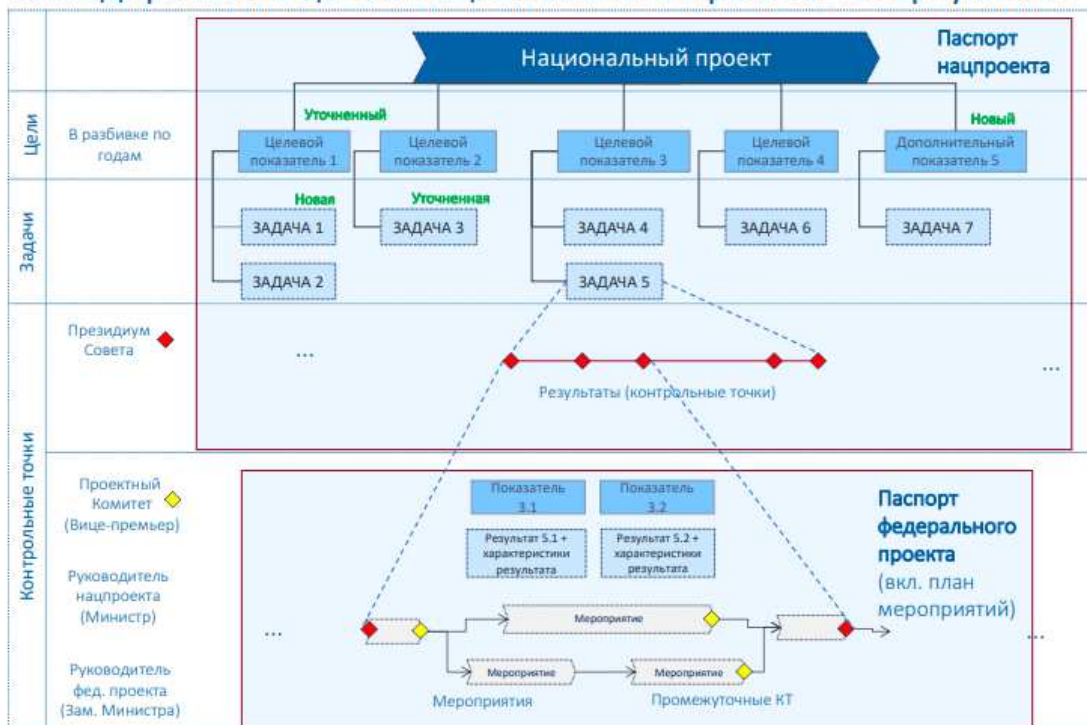 Национальный проект
Паспорт
нацпроекта
Цели
В разбивке по
годам
Уточненный
Новый
Целевой
показатель 1
Целевой
показатель 2
Целевой
показатель 3
Целевой
показатель 4
Дополнительный
показатель 5
Задачи
Новая
Уточненная
ЗАДАЧА 1
ЗАДАЧА 3
ЗАДАЧА 4
ЗАДАЧА 6
ЗАДАЧА 7
ЗАДАЧА 2
ЗАДАЧА 5
Контрольные точки
Президиум
Совета
...
...
Результаты (контрольные точки)
Проектный
Комитет
(Вице-премьер)
Показатель
3.1
Показатель
3.2
Паспорт
федерального
проекта
(вкл. план
мероприятий)
Результат 5.1 +
характеристики
результата
Результат 5.2 +
характеристики
результата
Руководитель
нацпроекта
(Министр)
...
Мероприятие
...
Руководитель
фед. проекта
(Зам. Министра)
Мероприятие
Мероприятие
Мероприятия
Промежуточные КТ